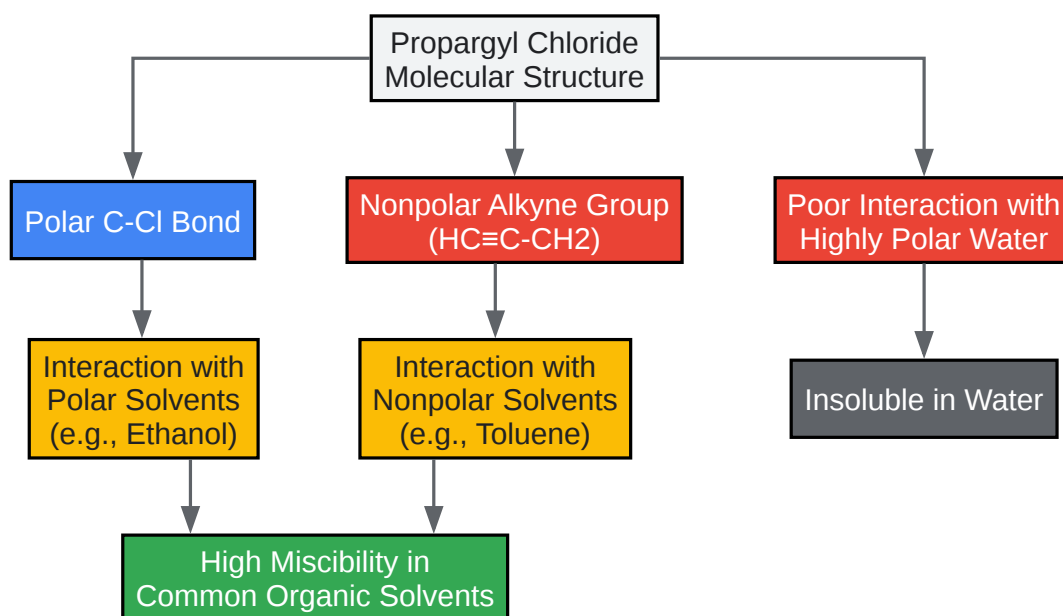 Propargyl Chloride
Molecular Structure
Polar C-Cl Bond
Nonpolar Alkyne Group
(HC≡C-CH2)
Poor Interaction with
Highly Polar Water
Interaction with
Polar Solvents
(e.g., Ethanol)
Interaction with
Nonpolar Solvents
(e.g., Toluene)
Insoluble in Water
High Miscibility in
Common Organic Solvents